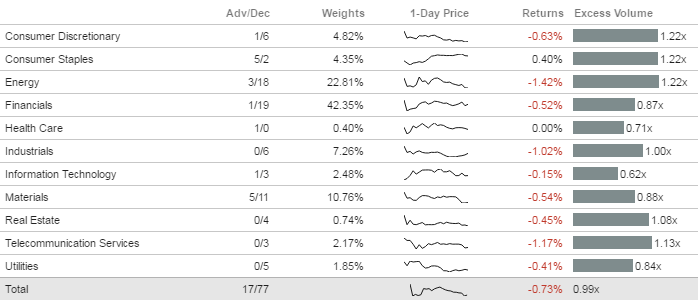 Adv/Dec Weights 1-Day Price Returns Excess Volume
Consumer Discretionary 1/6 4.82% -0.63% 1.22x
Consumer Staples 5/2 4.35% 0.40% 1.22x
Energy 3/18 22.81% -1.42% 1.22x
Financials 1/19 42.35% -0.52% 0.87x
Health Care 1/0 0.40% 0.00% 0.71x
Industrials 0/6 7.26% -1.02% 1.00x
Information Technology 1/3 2.48% -0.15% 0.62x
Materials 5/11 10.76% -0.54% 0.88x
Real Estate 0/4 0.74% -0.45% 1.08x
Telecommunication Services 0/3 2.17% -1.17% 1.13x
Utilities 0/5 1.85% -0.41% 0.84x
Total 17/77 -0.73% 0.99x